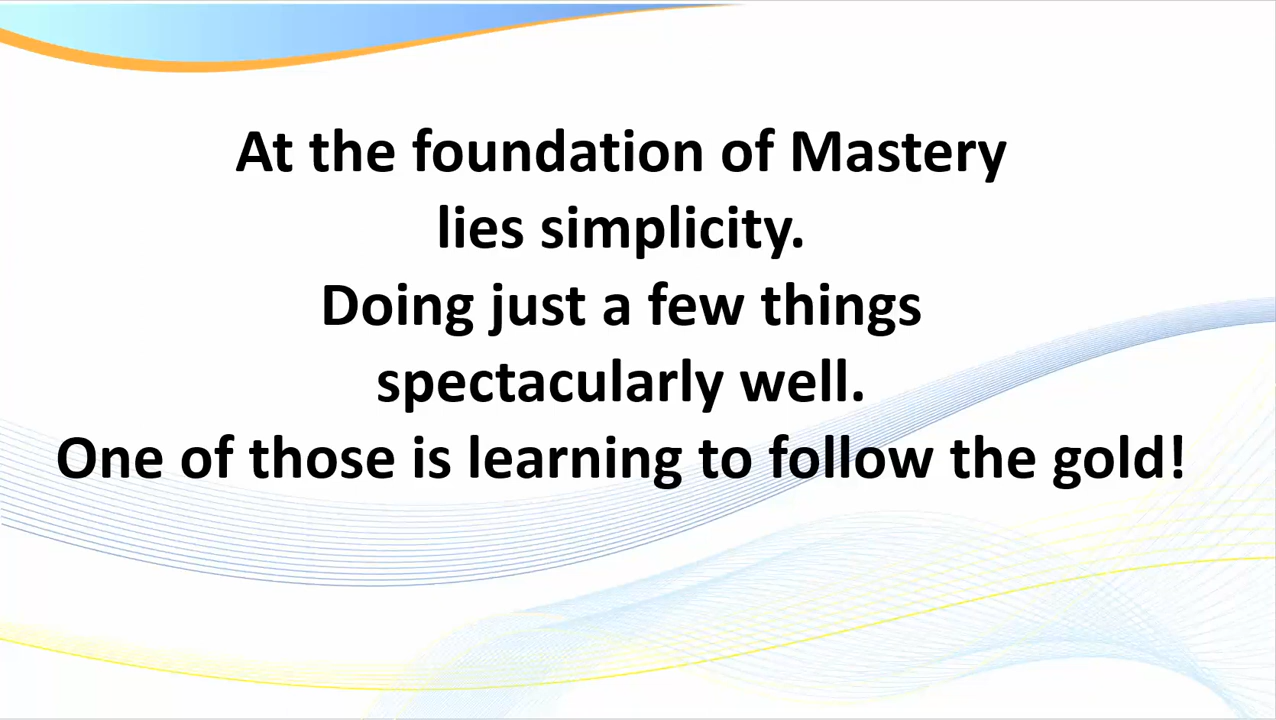 At the foundation of Mastery
lies simplicity.
Doing just a few things
spectacularly well.
One of those is learning to follow the gold!